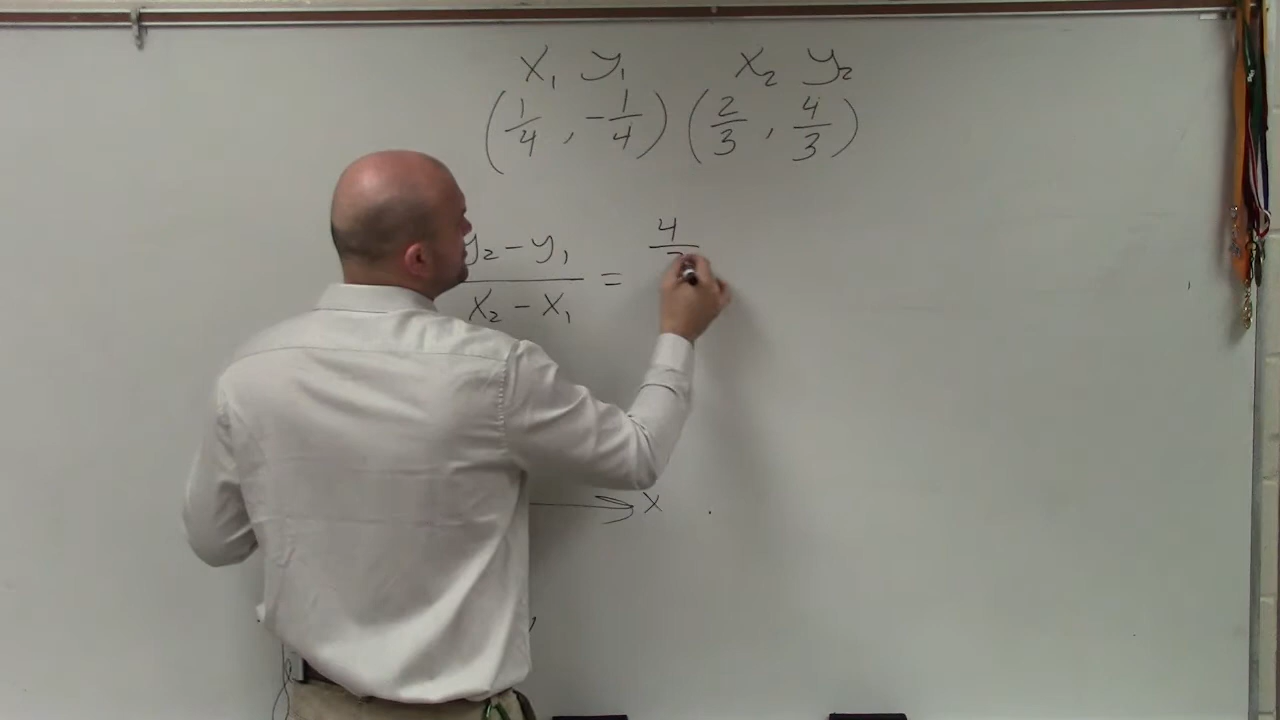 x₁ y₁ x₂ y₂
(1/4, -1/4) (2/3, 4/3)
y₂ - y₁ / x₂ - x₁ = 4/
x